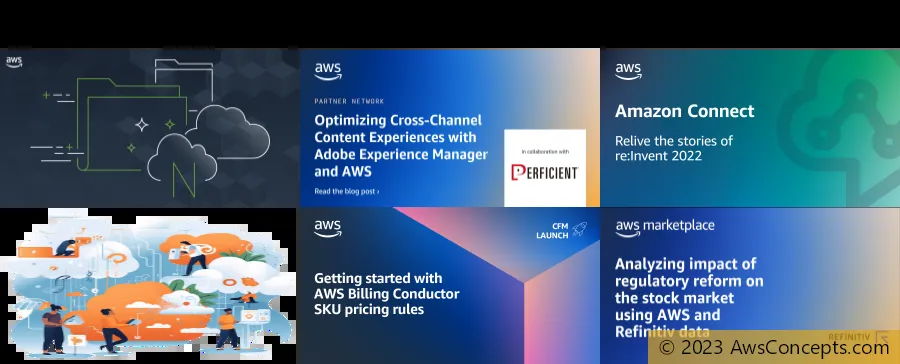 aws
N
aws
PARTNER NETWORK
Optimizing Cross-Channel
Content Experiences with
Adobe Experience Manager
and AWS
Read the blog post ›
in collaboration with
PERFICIENT
aws
Amazon Connect
Relive the stories of
re:Invent 2022
aws
CFM
LAUNCH
Getting started with
AWS Billing Conductor
SKU pricing rules
aws marketplace
Analyzing impact of
regulatory reform on
the stock market
using AWS and
Refinitiv data
REFINITIV
© 2023 AwsConcepts.com